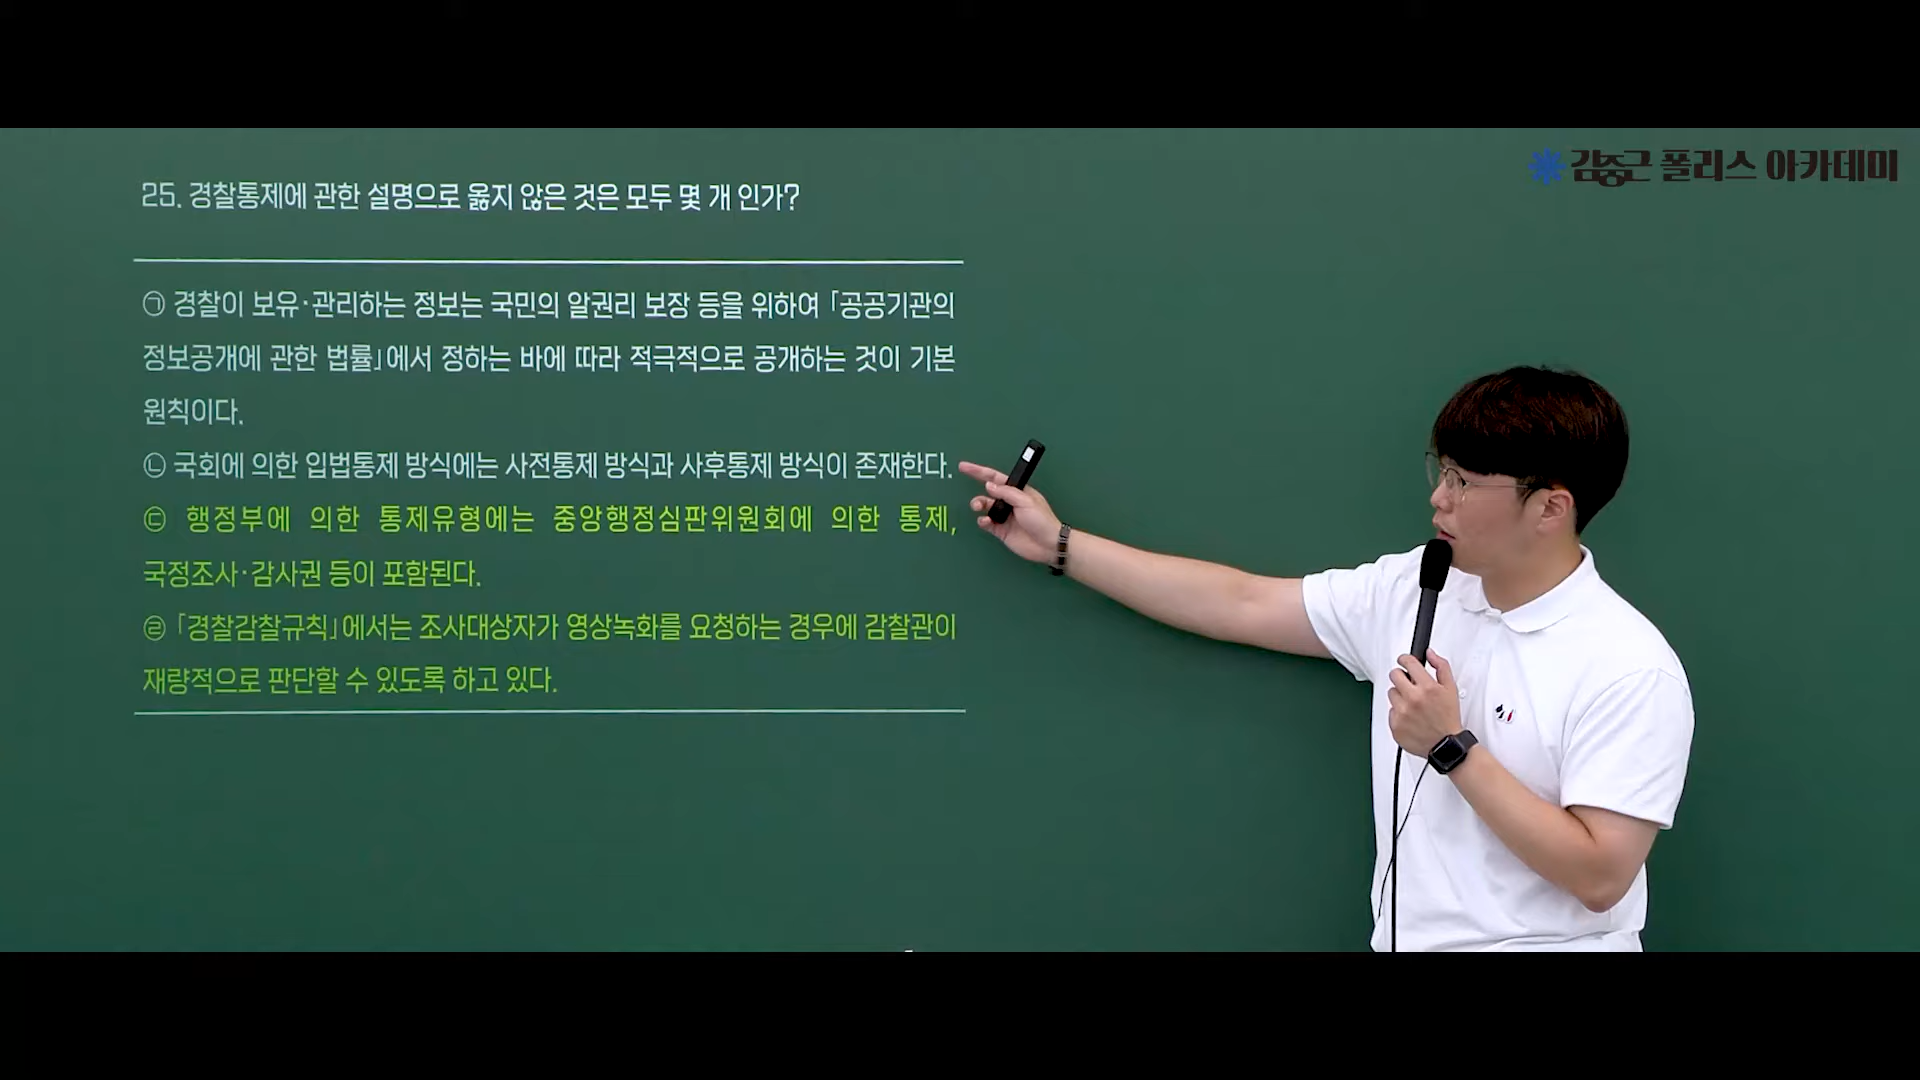 김중근 폴리스 아카데미
25. 경찰통제에 관한 설명으로 옳지 않은 것은 모두 몇 개 인가?
㉠ 경찰이 보유·관리하는 정보는 국민의 알권리 보장 등을 위하여 「공공기관의
정보공개에 관한 법률」에서 정하는 바에 따라 적극적으로 공개하는 것이 기본
원칙이다.
㉡ 국회에 의한 입법통제 방식에는 사전통제 방식과 사후통제 방식이 존재한다.
㉢ 행정부에 의한 통제유형에는 중앙행정심판위원회에 의한 통제,
국정조사·감사권 등이 포함된다.
㉣ 「경찰감찰규칙」에서는 조사대상자가 영상녹화를 요청하는 경우에 감찰관이
재량적으로 판단할 수 있도록 하고 있다.